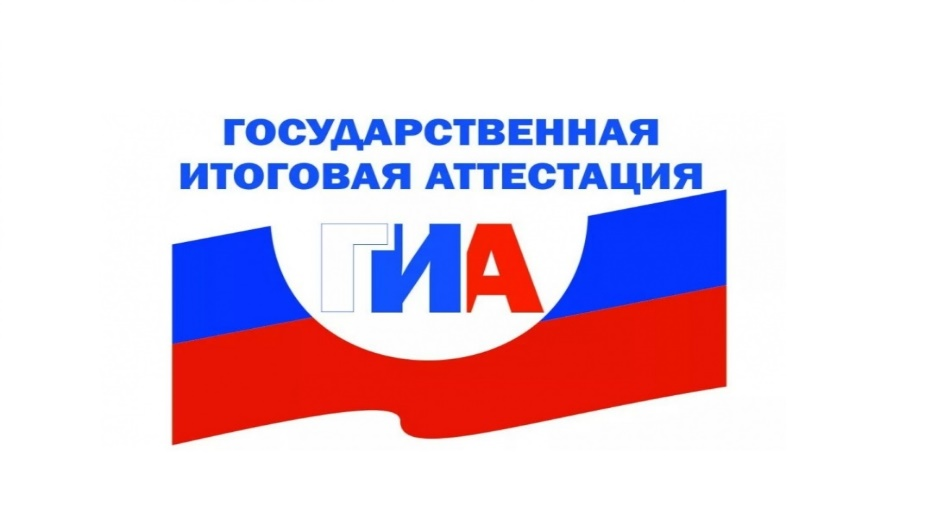 ГОСУДАРСТВЕННАЯ
ИТОГОВАЯ АТТЕСТАЦИЯ
ГИА